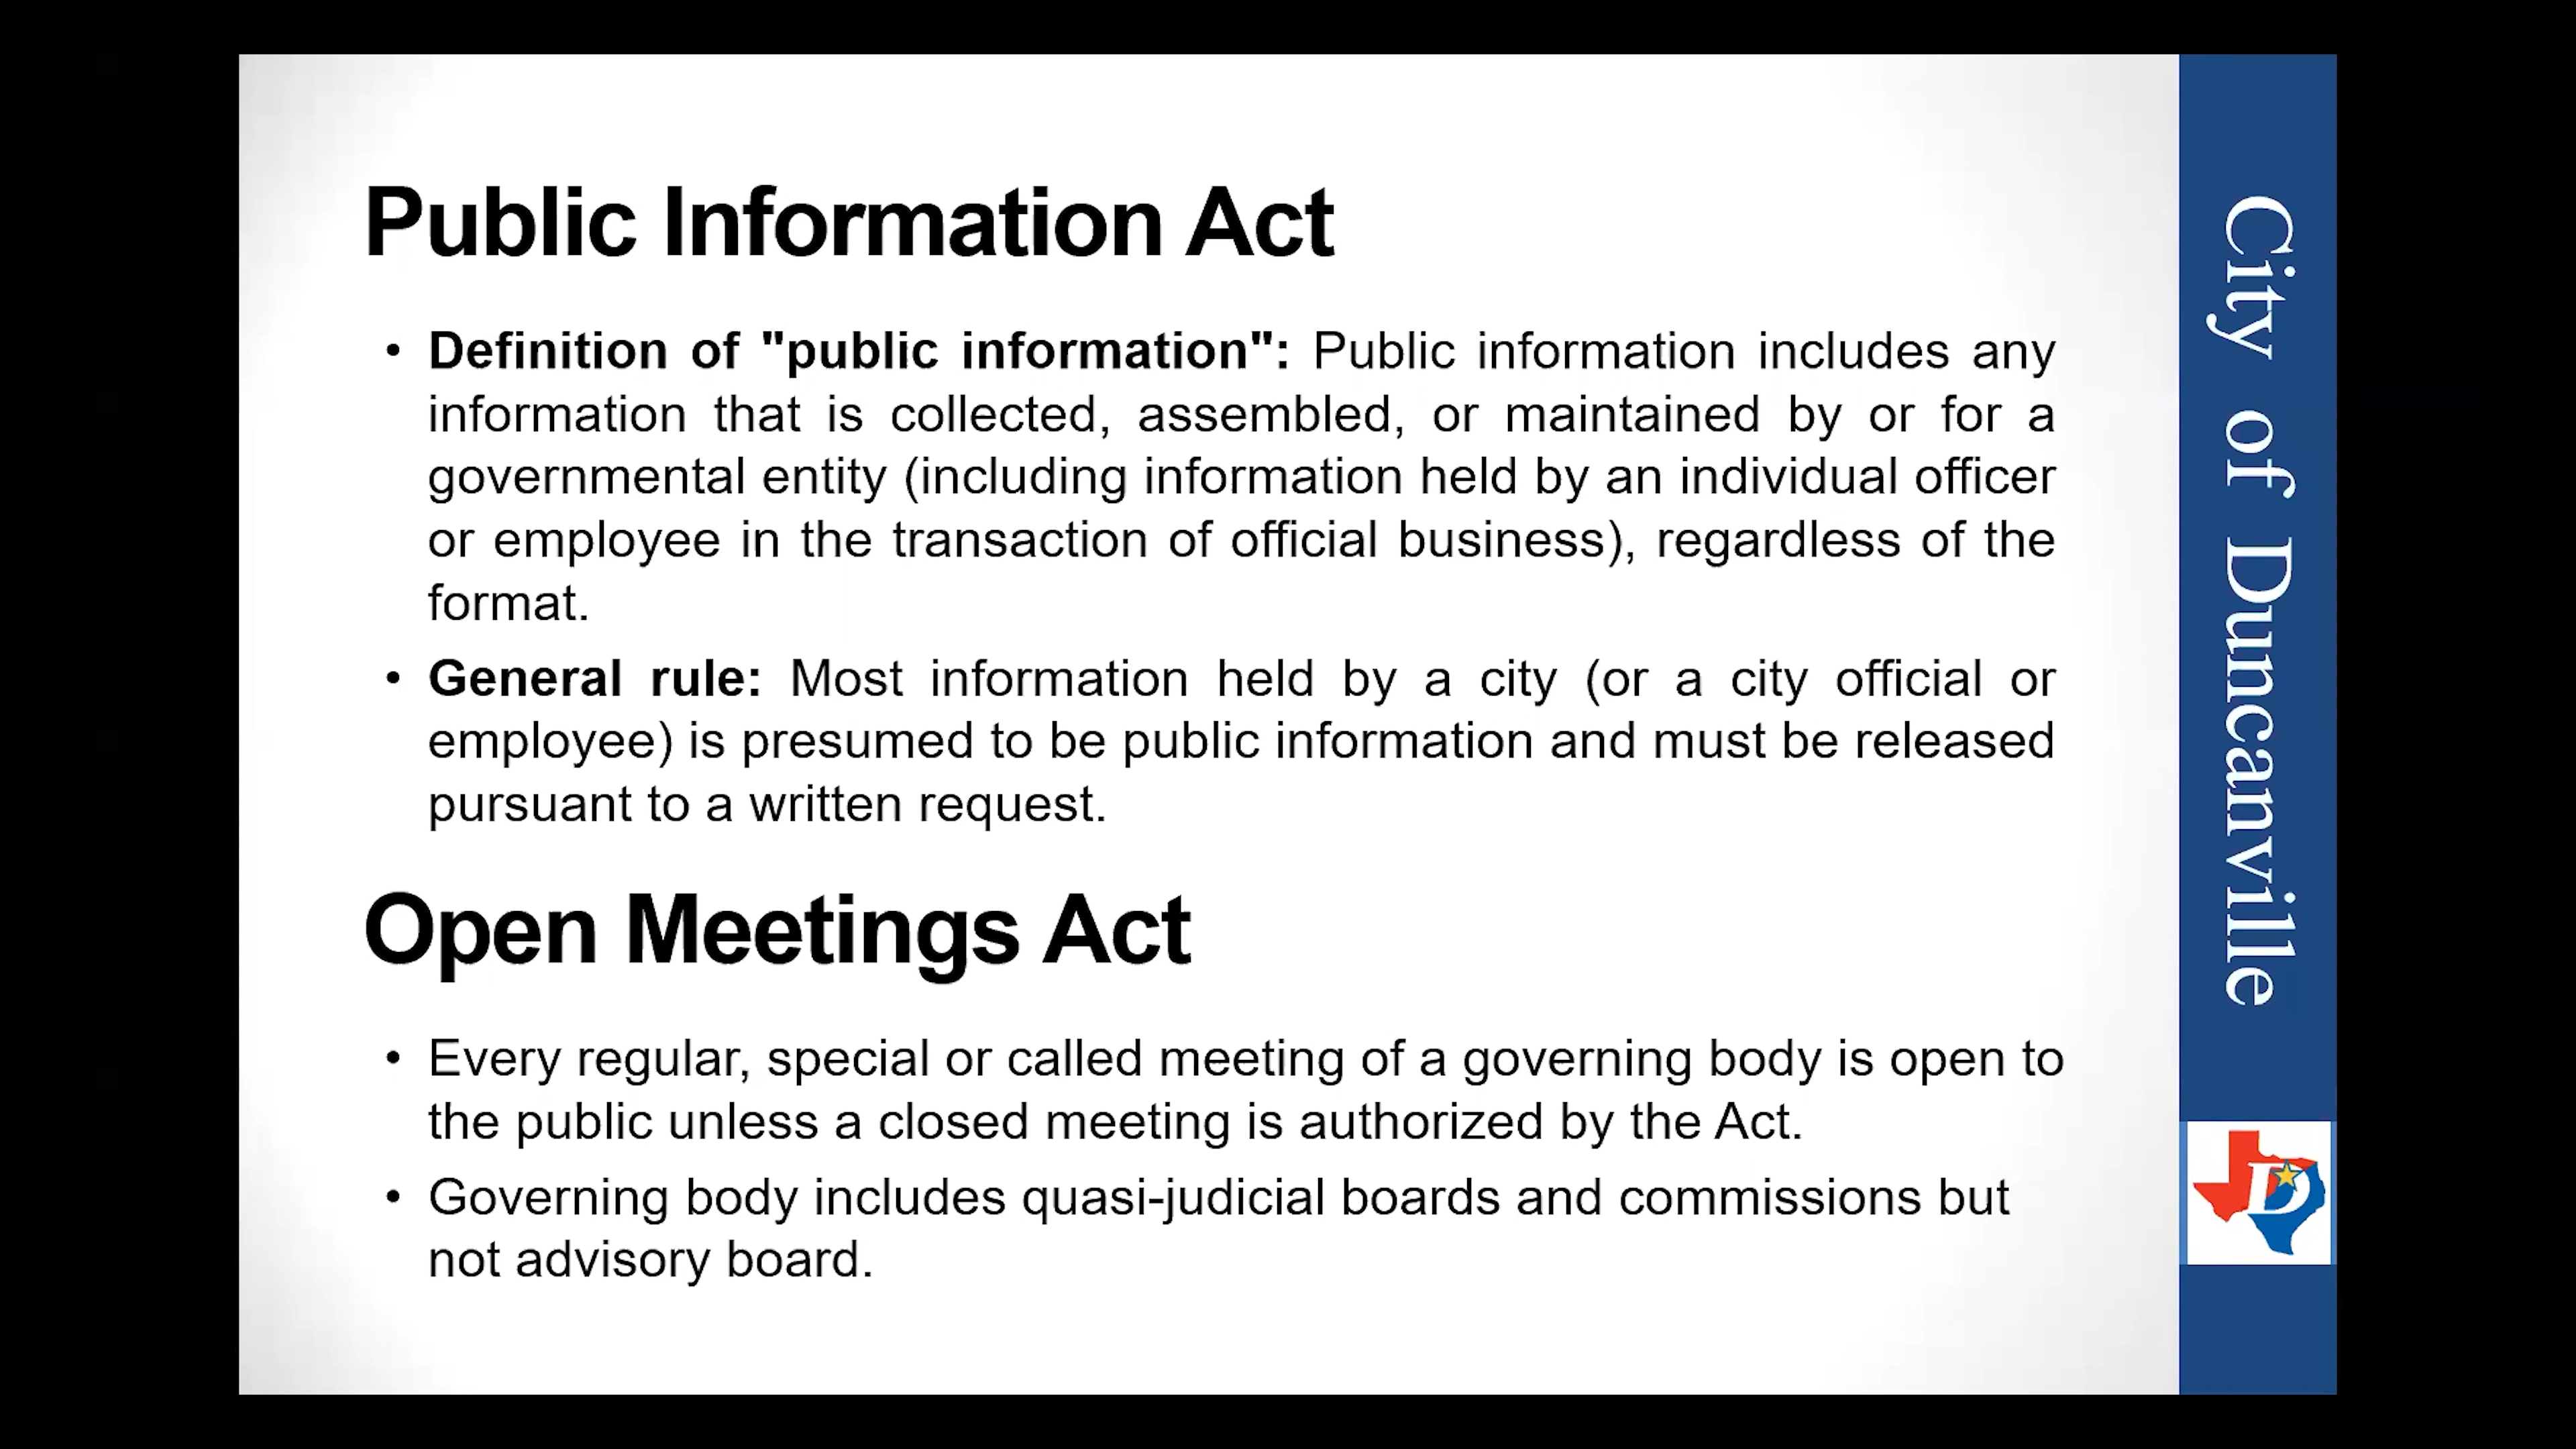 Public Information Act
• Definition of "public information": Public information includes any
information that is collected, assembled, or maintained by or for a
governmental entity (including information held by an individual officer
or employee in the transaction of official business), regardless of the
format.
• General rule: Most information held by a city (or a city official or
employee) is presumed to be public information and must be released
pursuant to a written request.
Open Meetings Act
• Every regular, special or called meeting of a governing body is open to
the public unless a closed meeting is authorized by the Act.
• Governing body includes quasi-judicial boards and commissions but
not advisory board.
City of Duncanville
D